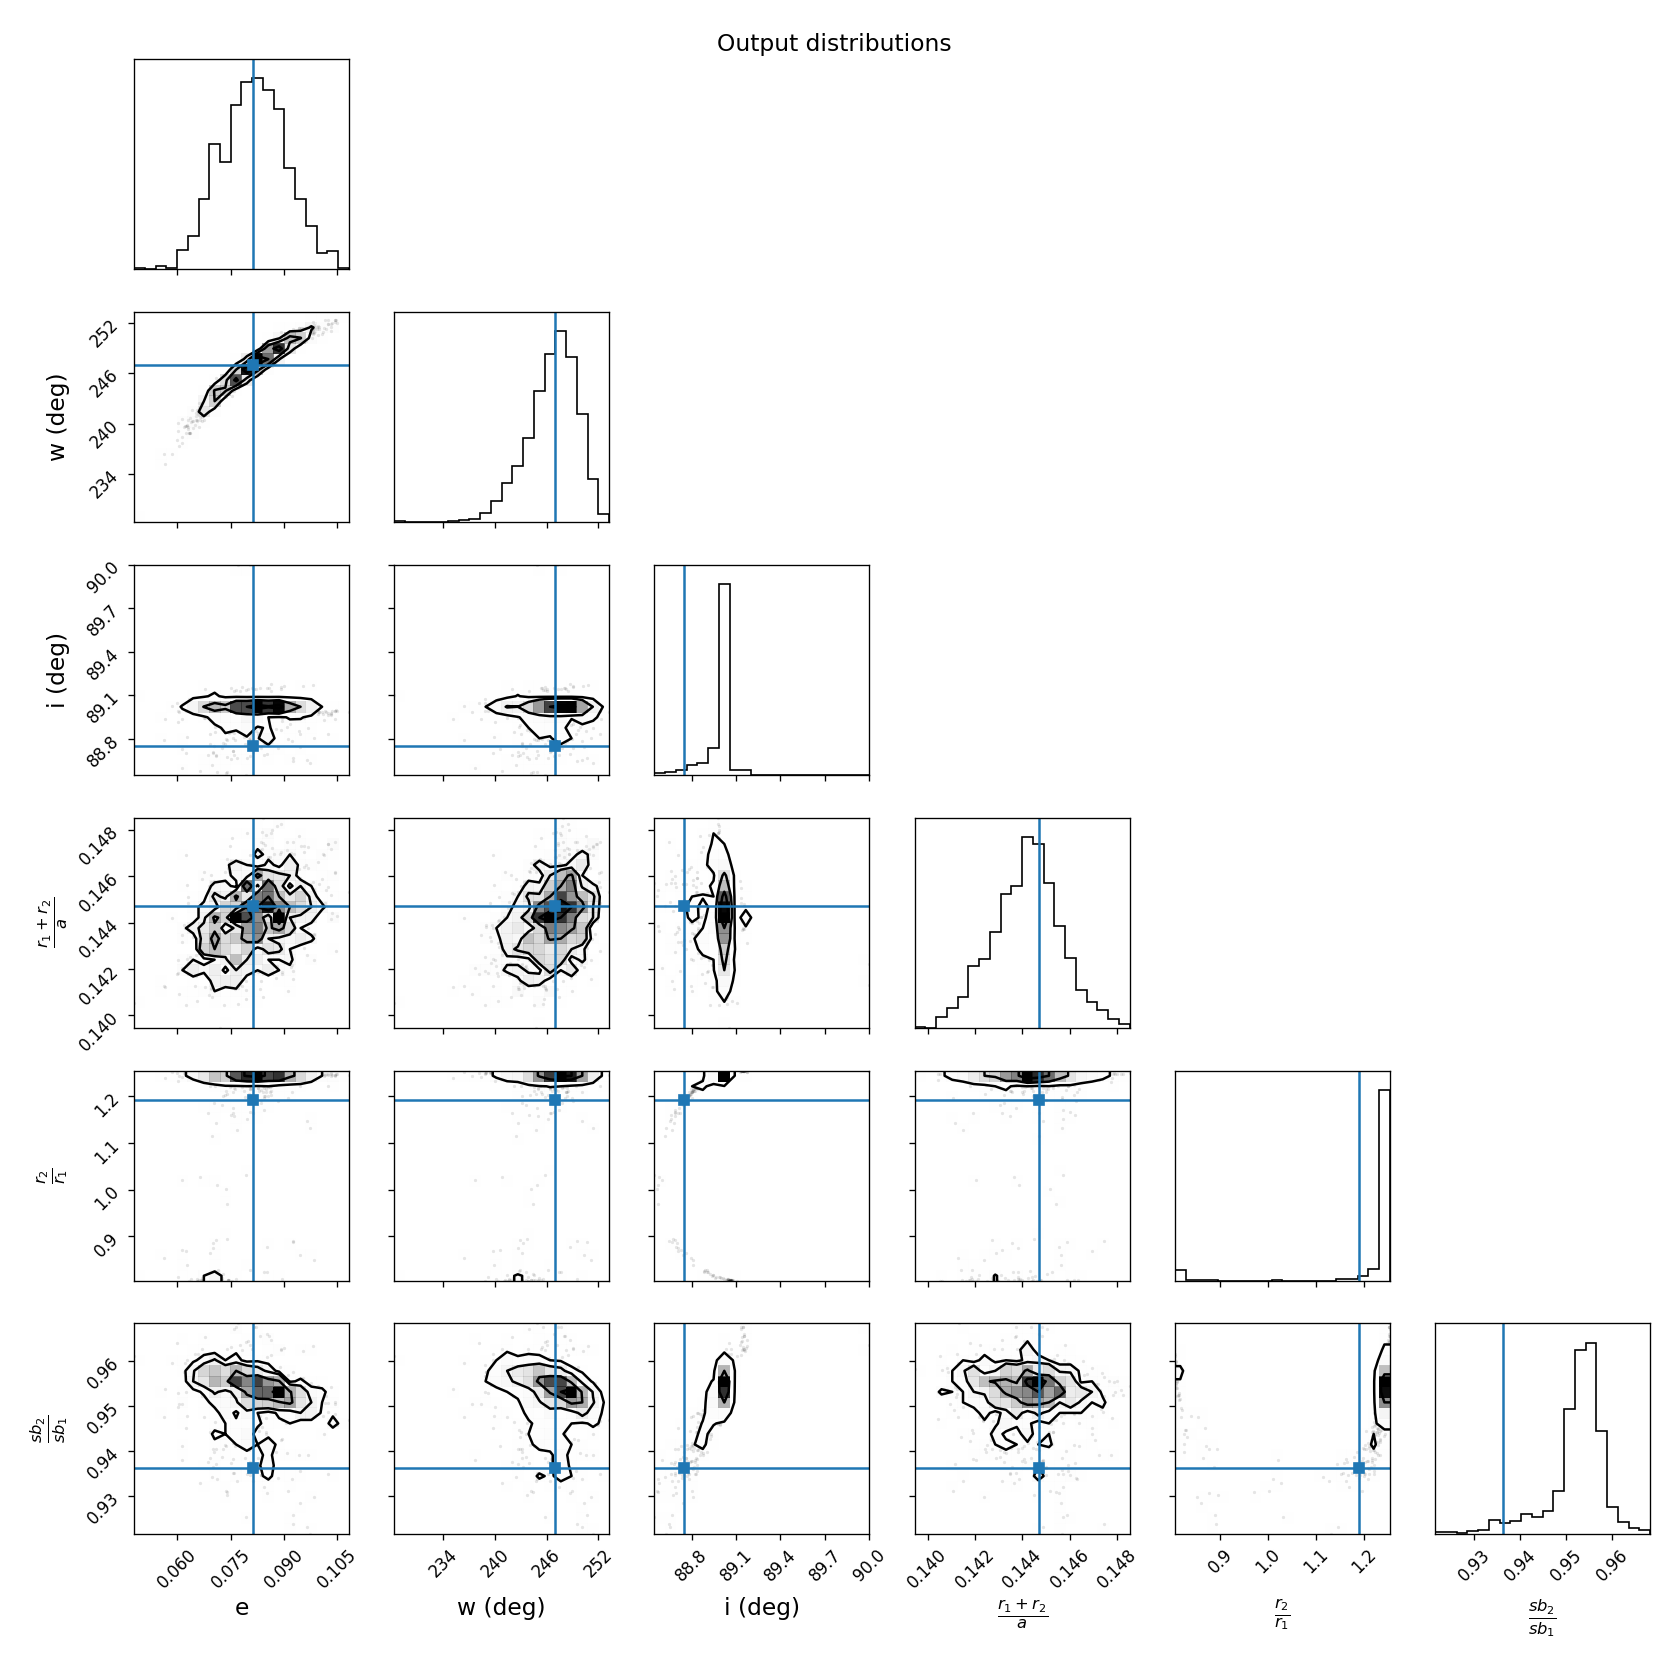 Output distributions
252
246
240
234
w (deg)
90.0
89.7
89.4
89.1
88.8
i (deg)
0.148
0.146
0.144
0.142
0.140
r₁ + r₂
a
1.2
1.1
1.0
0.9
r₂
r₁
0.96
0.95
0.94
0.93
sb₂
sb₁
0.060 0.075 0.090 0.105 234 240 246 252 88.8 89.1 89.4 89.7 90.0 0.140 0.142 0.144 0.146 0.148 0.9 1.0 1.1 1.2 0.93 0.94 0.95 0.96
e w (deg) i (deg) r₁ + r₂ r₂ sb₂
a r₁ sb₁